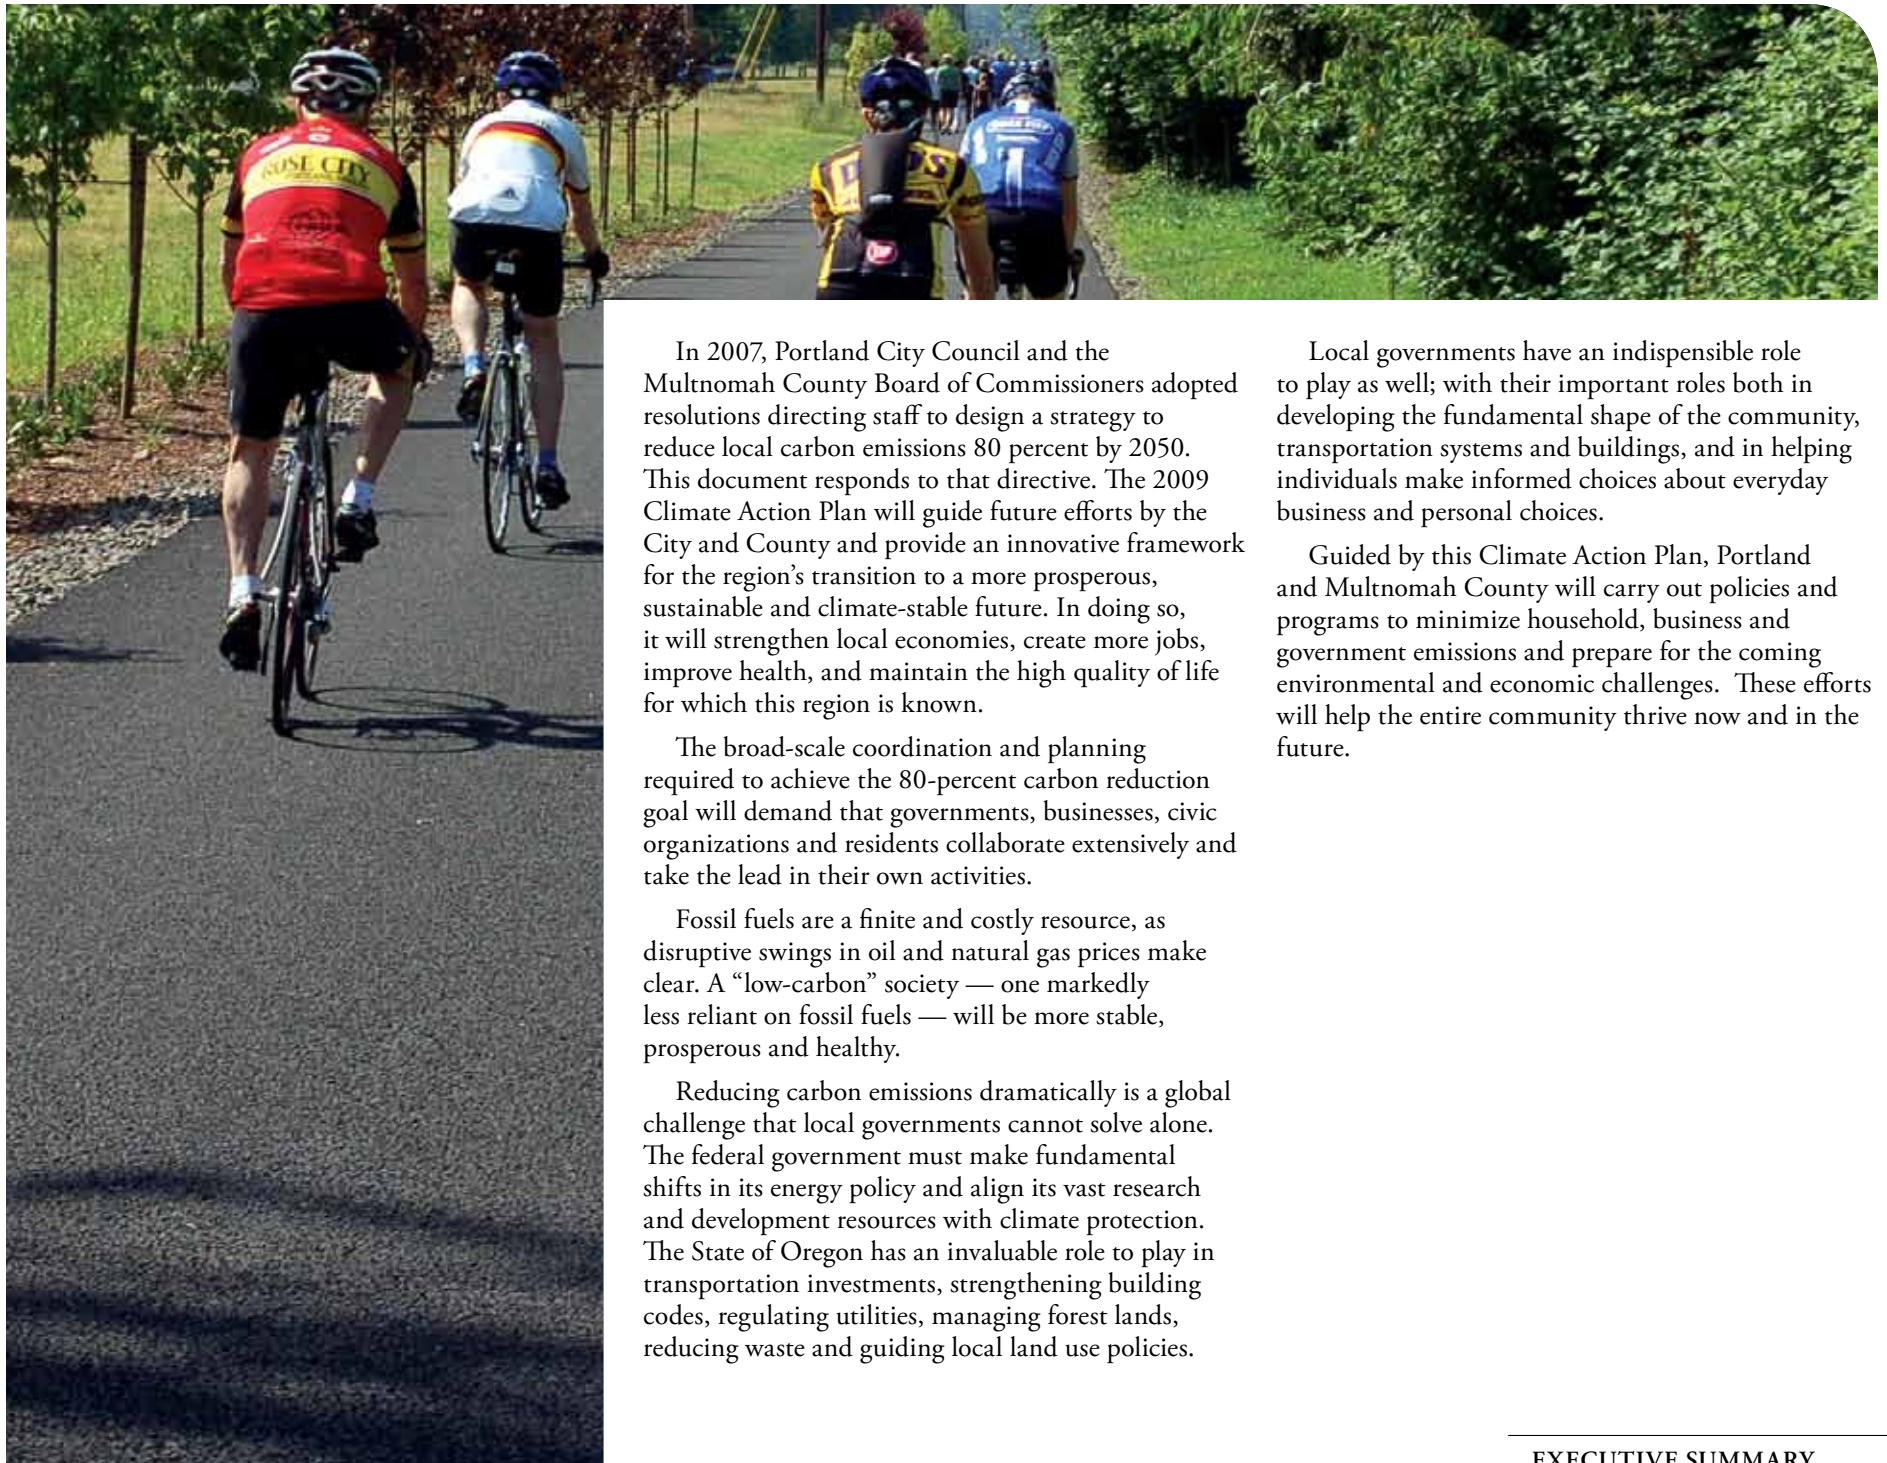 ROSE CITY
In 2007, Portland City Council and the
Multnomah County Board of Commissioners adopted
resolutions directing staff to design a strategy to
reduce local carbon emissions 80 percent by 2050.
This document responds to that directive. The 2009
Climate Action Plan will guide future efforts by the
City and County and provide an innovative framework
for the region’s transition to a more prosperous,
sustainable and climate-stable future. In doing so,
it will strengthen local economies, create more jobs,
improve health, and maintain the high quality of life
for which this region is known.
The broad-scale coordination and planning
required to achieve the 80-percent carbon reduction
goal will demand that governments, businesses, civic
organizations and residents collaborate extensively and
take the lead in their own activities.
Fossil fuels are a finite and costly resource, as
disruptive swings in oil and natural gas prices make
clear. A “low-carbon” society — one markedly
less reliant on fossil fuels — will be more stable,
prosperous and healthy.
Reducing carbon emissions dramatically is a global
challenge that local governments cannot solve alone.
The federal government must make fundamental
shifts in its energy policy and align its vast research
and development resources with climate protection.
The State of Oregon has an invaluable role to play in
transportation investments, strengthening building
codes, regulating utilities, managing forest lands,
reducing waste and guiding local land use policies.
Local governments have an indispensible role
to play as well; with their important roles both in
developing the fundamental shape of the community,
transportation systems and buildings, and in helping
individuals make informed choices about everyday
business and personal choices.
Guided by this Climate Action Plan, Portland
and Multnomah County will carry out policies and
programs to minimize household, business and
government emissions and prepare for the coming
environmental and economic challenges.  These efforts
will help the entire community thrive now and in the
future.
EXECUTIVE SUMMARY